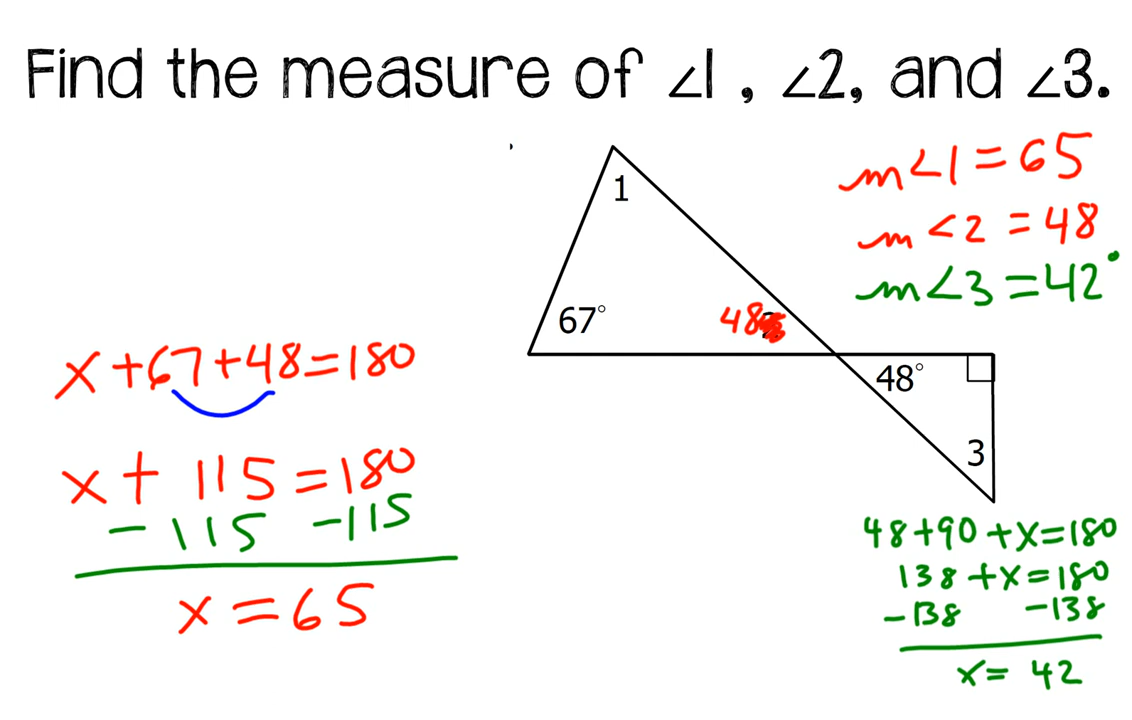 Find the measure of ∠1, ∠2, and ∠3.
m∠1=65
m∠2=48
m∠3=42°
1
67°
48
48°
3
x+67+48=180
x+115=180
-115 -115
x=65
48+90+x=180
138+x=180
-138 -138
x=42